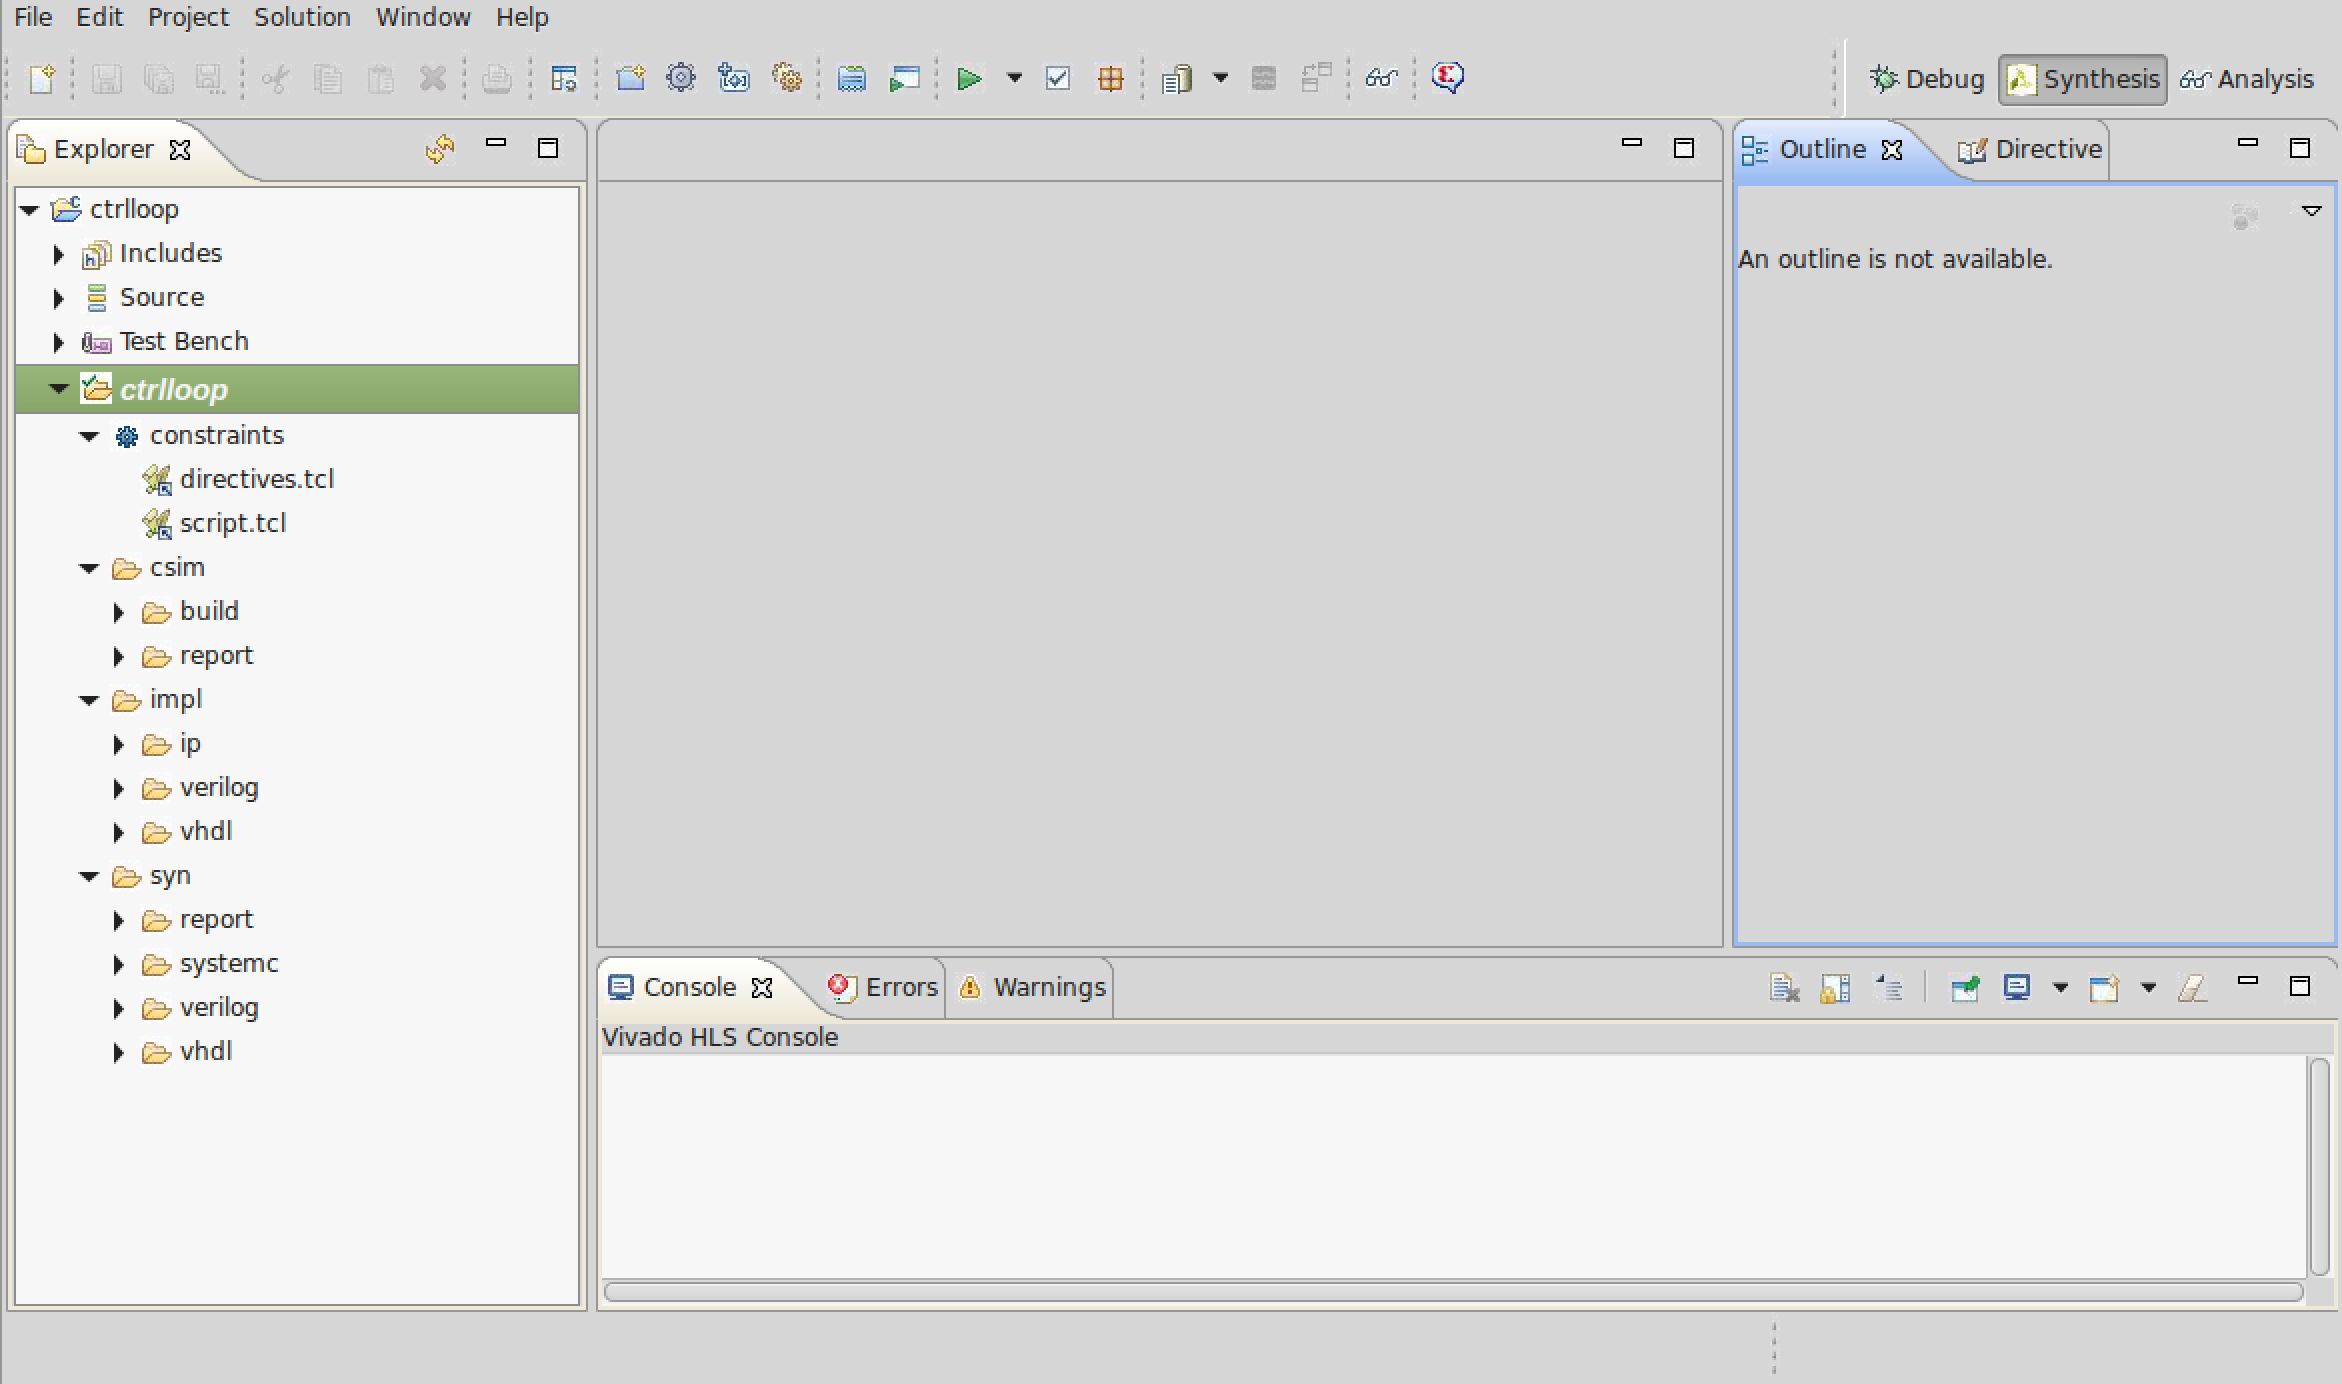 File Edit Project Solution Window Help
Debug Synthesis Analysis
Explorer
ctrlloop
Includes
Source
Test Bench
ctrlloop
constraints
directives.tcl
script.tcl
csim
build
report
impl
ip
verilog
vhdl
syn
report
systemc
verilog
vhdl
Outline Directive
An outline is not available.
Console Errors Warnings
Vivado HLS Console